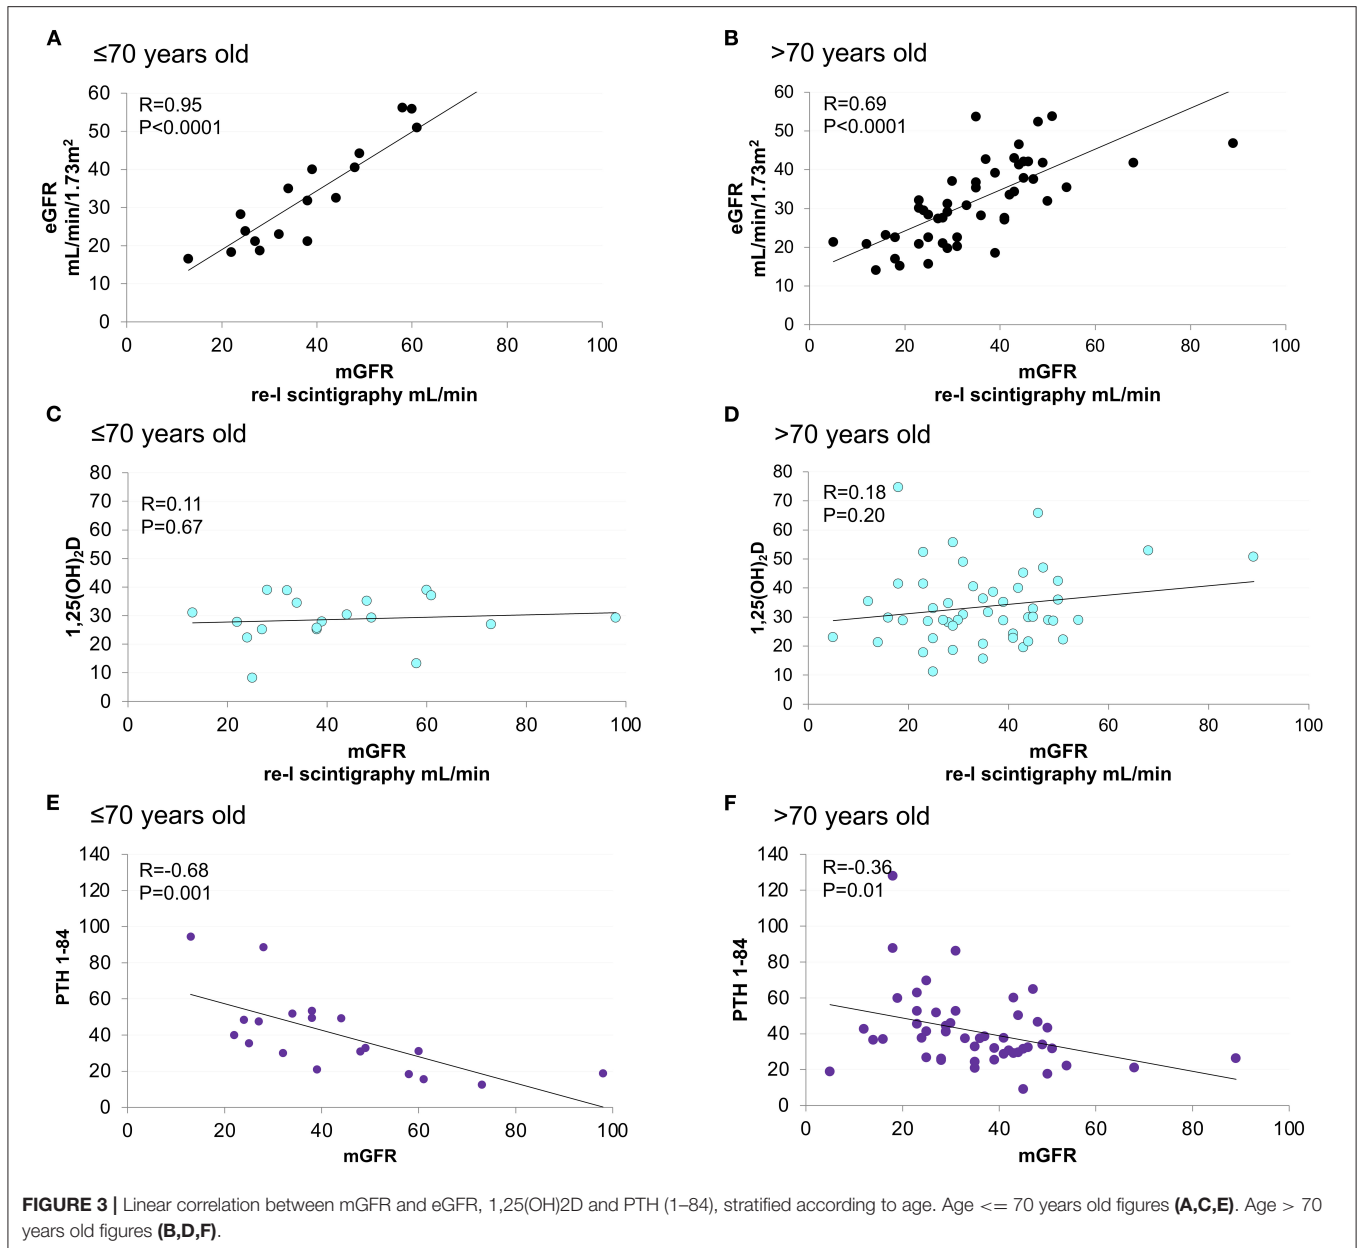 A
≤70 years old
R=0.95
P<0.0001
eGFR
mL/min/1.73m²
60
50
40
30
20
10
0
0 20 40 60 80 100
mGFR
re-I scintigraphy mL/min
B
>70 years old
R=0.69
P<0.0001
eGFR
mL/min/1.73m²
60
50
40
30
20
10
0
0 20 40 60 80 100
mGFR
re-I scintigraphy mL/min
C
≤70 years old
R=0.11
P=0.67
1,25(OH)₂D
80
70
60
50
40
30
20
10
0
0 20 40 60 80 100
mGFR
re-I scintigraphy mL/min
D
>70 years old
R=0.18
P=0.20
1,25(OH)₂D
80
70
60
50
40
30
20
10
0
0 20 40 60 80 100
mGFR
re-I scintigraphy mL/min
E
≤70 years old
R=-0.68
P=0.001
PTH 1-84
140
120
100
80
60
40
20
0
0 20 40 60 80 100
mGFR
F
>70 years old
R=-0.36
P=0.01
PTH 1-84
140
120
100
80
60
40
20
0
0 20 40 60 80 100
mGFR
FIGURE 3 | Linear correlation between mGFR and eGFR, 1,25(OH)2D and PTH (1–84), stratified according to age. Age <= 70 years old figures (A,C,E). Age > 70
years old figures (B,D,F).